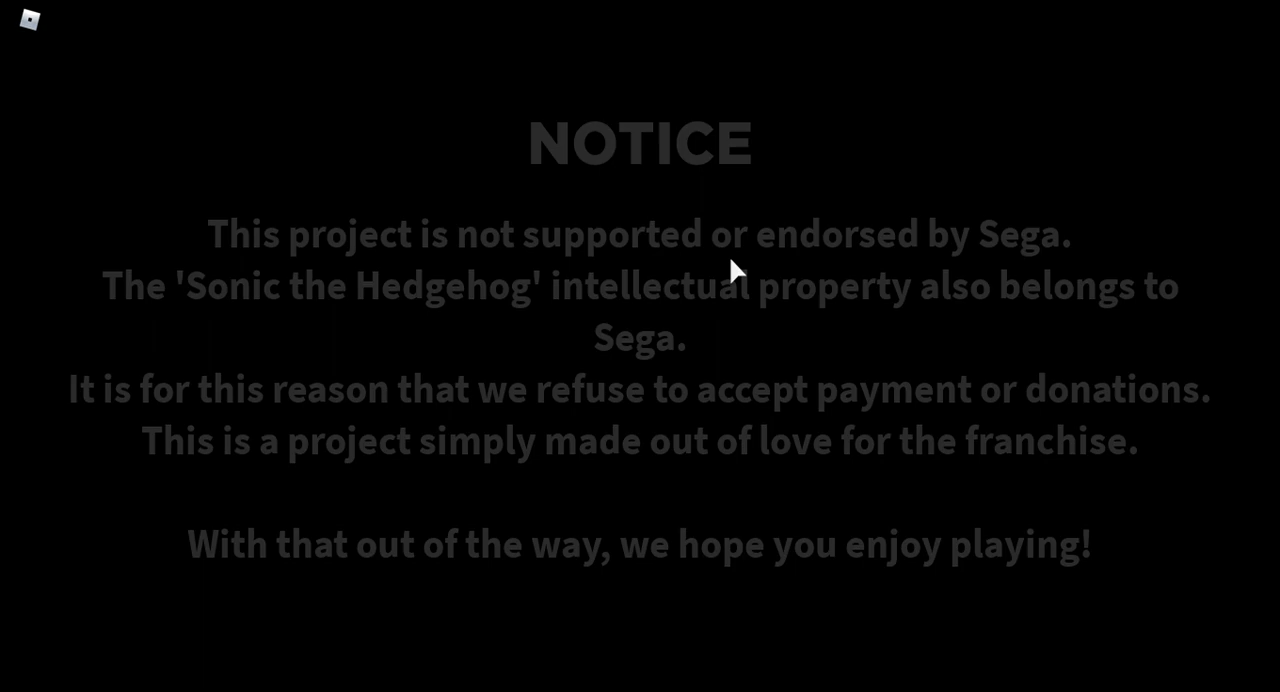 NOTICE
This project is not supported or endorsed by Sega.
The 'Sonic the Hedgehog' intellectual property also belongs to
Sega.
It is for this reason that we refuse to accept payment or donations.
This is a project simply made out of love for the franchise.
With that out of the way, we hope you enjoy playing!